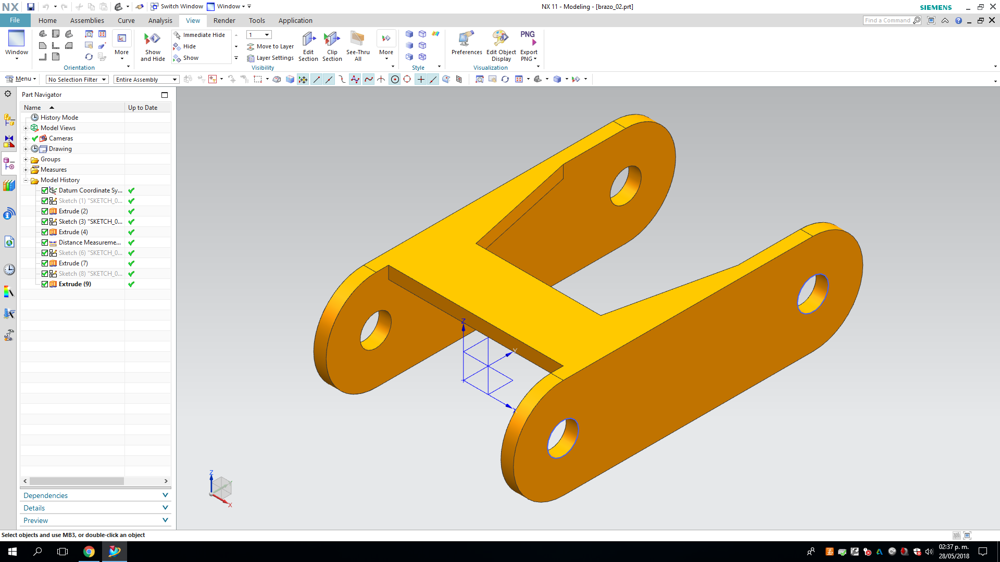 NX
Switch Window
Window
NX 11 - Modeling - [brazo_02.prt]
SIEMENS
File
Home
Assemblies
Curve
Analysis
View
Render
Tools
Application
Find a Command
Window
More
Orientation
Show and Hide
Immediate Hide
Hide
Show
1
Move to Layer
Layer Settings
Visibility
Edit Section
Clip Section
See-Thru All
More
Style
Preferences
Edit Object Display
PNG
Export PNG
Visualization
Menu
No Selection Filter
Entire Assembly
Part Navigator
Name
Up to Date
History Mode
Model Views
Cameras
Drawing
Groups
Measures
Model History
Datum Coordinate Sy...
Sketch (1) "SKETCH_0...
Extrude (2)
Sketch (3) "SKETCH_0...
Extrude (4)
Distance Measureme...
Sketch (6) "SKETCH_0...
Extrude (7)
Sketch (8) "SKETCH_0...
Extrude (9)
Z
Y
X
Z
X
Dependencies
Details
Preview
Select objects and use MB3, or double-click an object
02:37 p. m.
28/05/2018